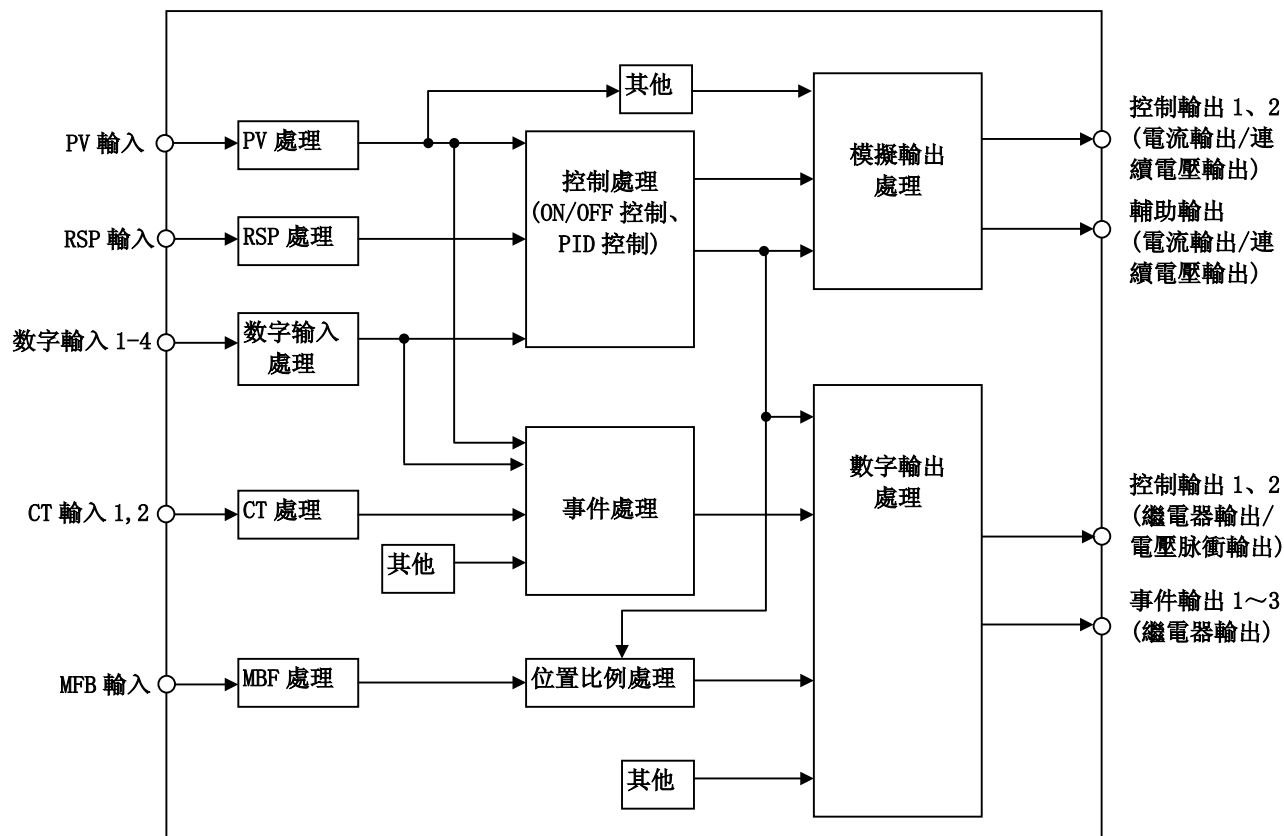 其他
PV 輸入
PV 處理
控制處理
(ON/OFF 控制、
PID 控制)
模擬輸出
處理
控制輸出 1、2
(電流輸出/連
續電壓輸出)
RSP 輸入
RSP 處理
輔助輸出
(電流輸出/連
續電壓輸出)
数字輸入 1-4
数字输入
處理
CT 輸入 1,2
CT 處理
其他
事件處理
數字輸出
處理
控制輸出 1、2
(繼電器輸出/
電壓脉衝輸出)
事件輸出 1～3
(繼電器輸出)
MFB 輸入
MBF 處理
位置比例處理
其他